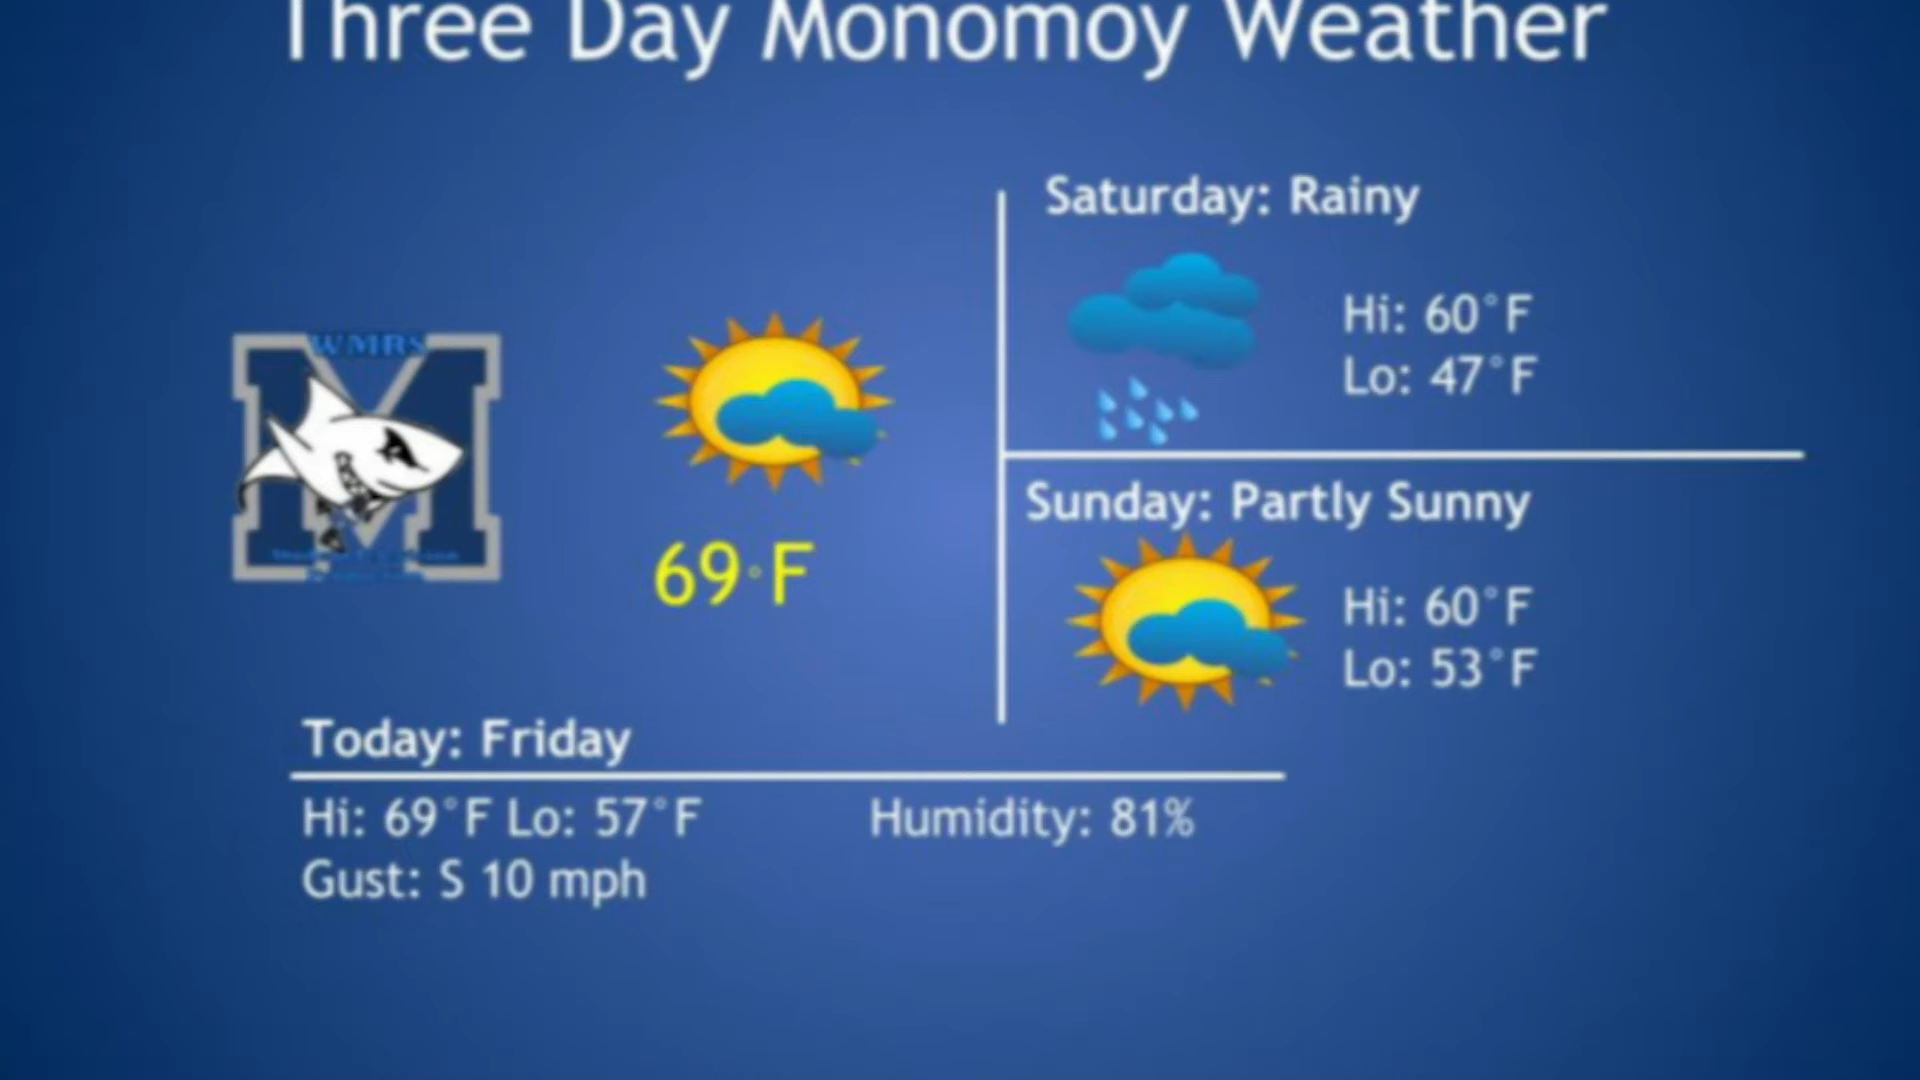 Three Day Monomoy Weather
WMRS
69°F
Today: Friday
Hi: 69°F Lo: 57°F
Humidity: 81%
Gust: S 10 mph
Saturday: Rainy
Hi: 60°F
Lo: 47°F
Sunday: Partly Sunny
Hi: 60°F
Lo: 53°F